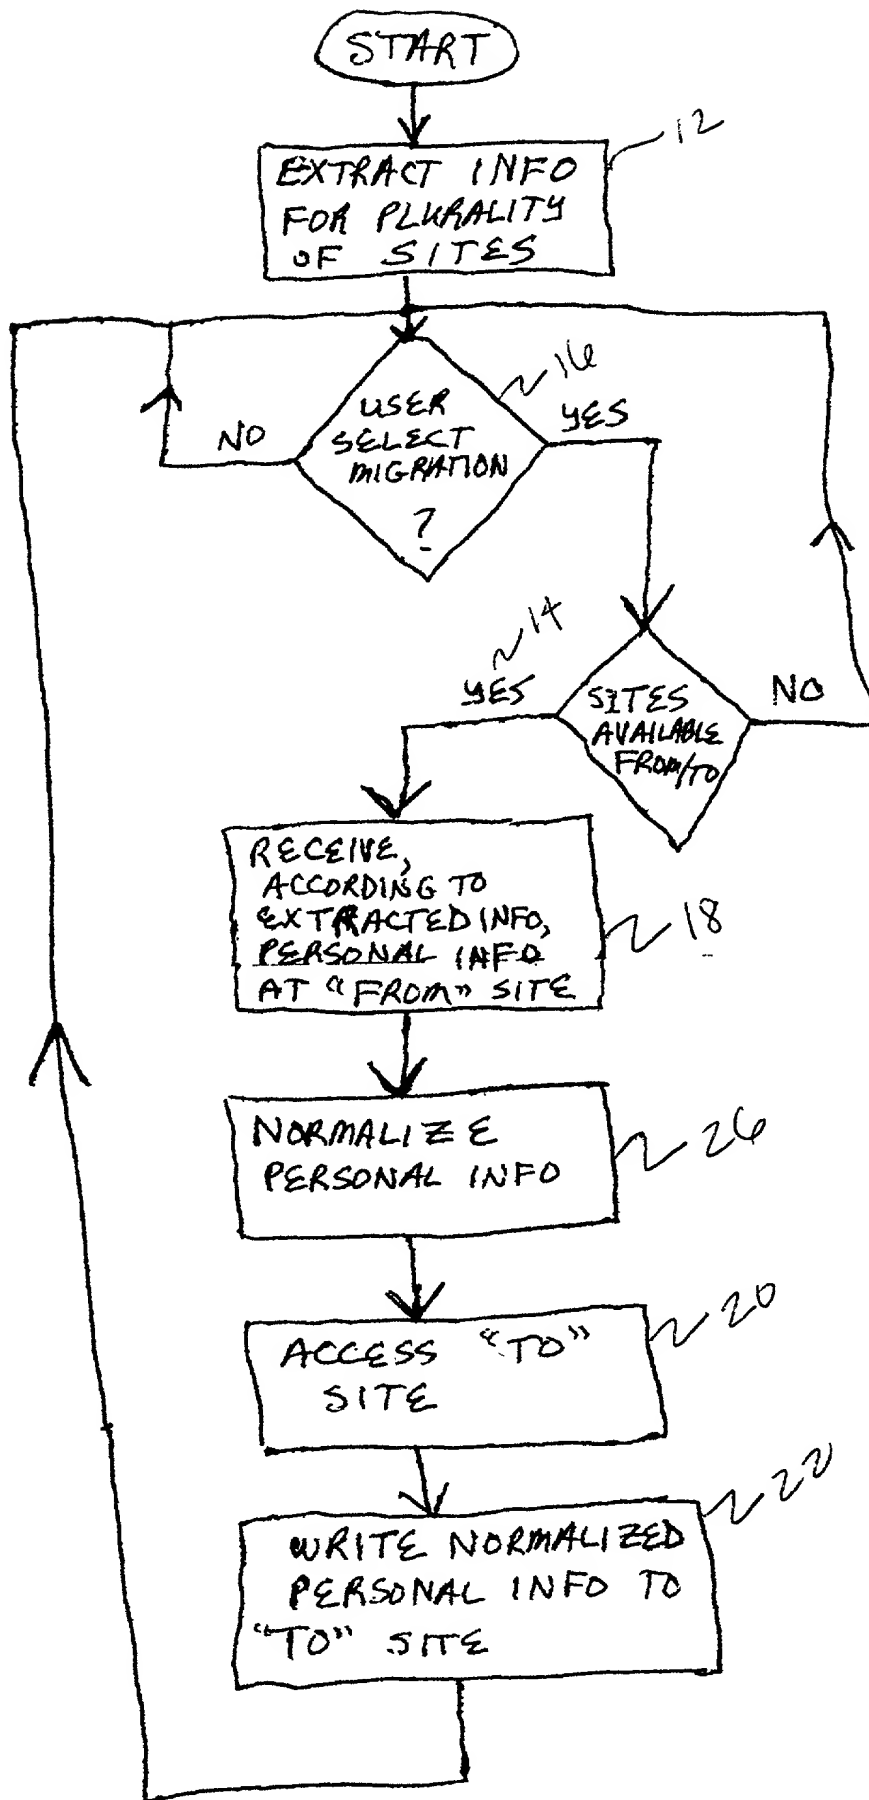 START
12
EXTRACT INFO
FOR PLURALITY
OF SITES
16
USER
SELECT
MIGRATION
?
NO
YES
14
YES
SITES
AVAILABLE
FROM/TO
NO
RECEIVE,
ACCORDING TO
EXTRACTED INFO,
PERSONAL INFO
AT "FROM" SITE
18
NORMALIZE
PERSONAL INFO
26
ACCESS "TO"
SITE
20
WRITE NORMALIZED
PERSONAL INFO TO
"TO" SITE
22